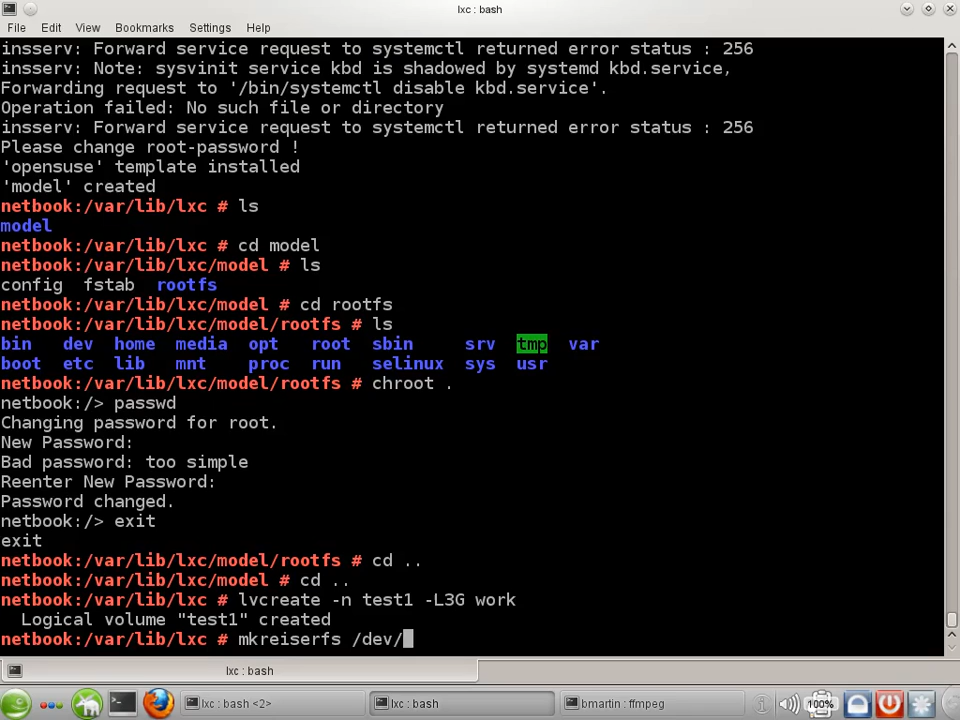 lxc : bash
File Edit View Bookmarks Settings Help
insserv: Forward service request to systemctl returned error status : 256
insserv: Note: sysvinit service kbd is shadowed by systemd kbd.service,
Forwarding request to '/bin/systemctl disable kbd.service'.
Operation failed: No such file or directory
insserv: Forward service request to systemctl returned error status : 256
Please change root-password !
'opensuse' template installed
'model' created
netbook:/var/lib/lxc # ls
model
netbook:/var/lib/lxc # cd model
netbook:/var/lib/lxc/model # ls
config fstab rootfs
netbook:/var/lib/lxc/model # cd rootfs
netbook:/var/lib/lxc/model/rootfs # ls
bin dev home media opt root sbin srv tmp var
boot etc lib mnt proc run selinux sys usr
netbook:/var/lib/lxc/model/rootfs # chroot .
netbook:/> passwd
Changing password for root.
New Password:
Bad password: too simple
Reenter New Password:
Password changed.
netbook:/> exit
exit
netbook:/var/lib/lxc/model/rootfs # cd ..
netbook:/var/lib/lxc/model # cd ..
netbook:/var/lib/lxc # lvcreate -n test1 -L3G work
Logical volume "test1" created
netbook:/var/lib/lxc # mkreiserfs /dev/
lxc : bash
lxc : bash <2> lxc : bash bmartin : ffmpeg 100%